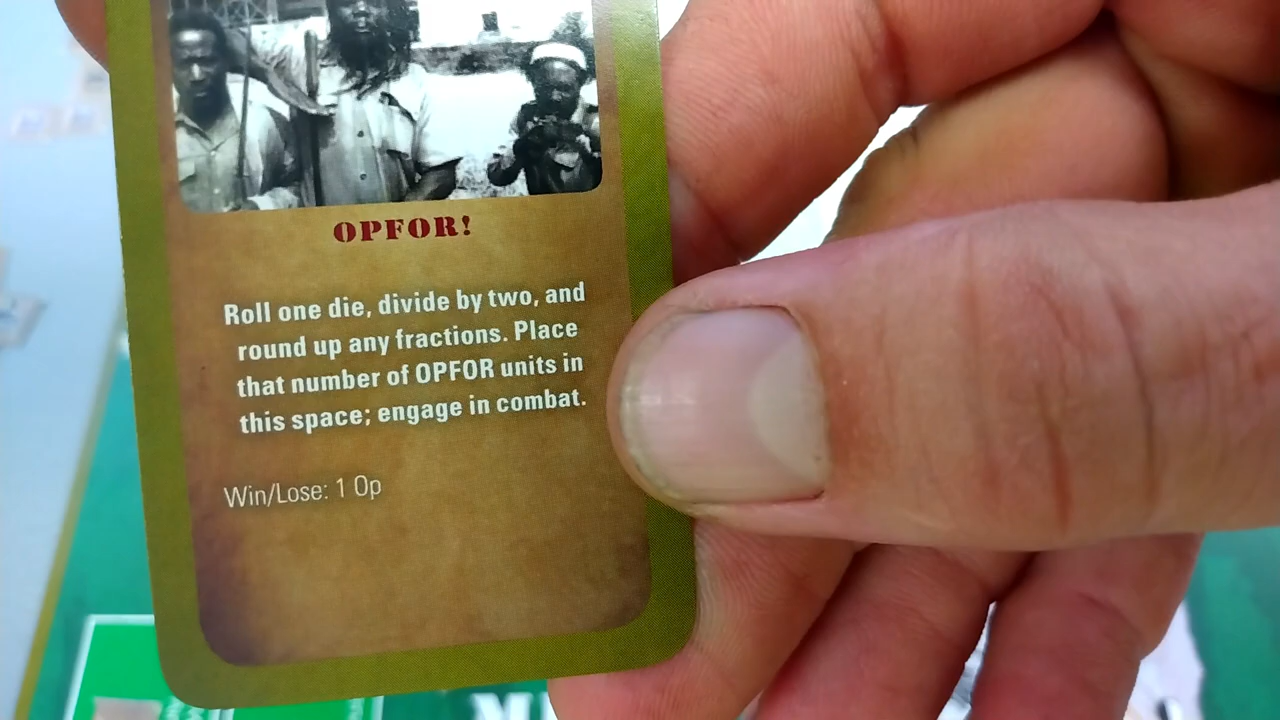 OPFOR!
Roll one die, divide by two, and
round up any fractions. Place
that number of OPFOR units in
this space; engage in combat.
Win/Lose: 1 Op